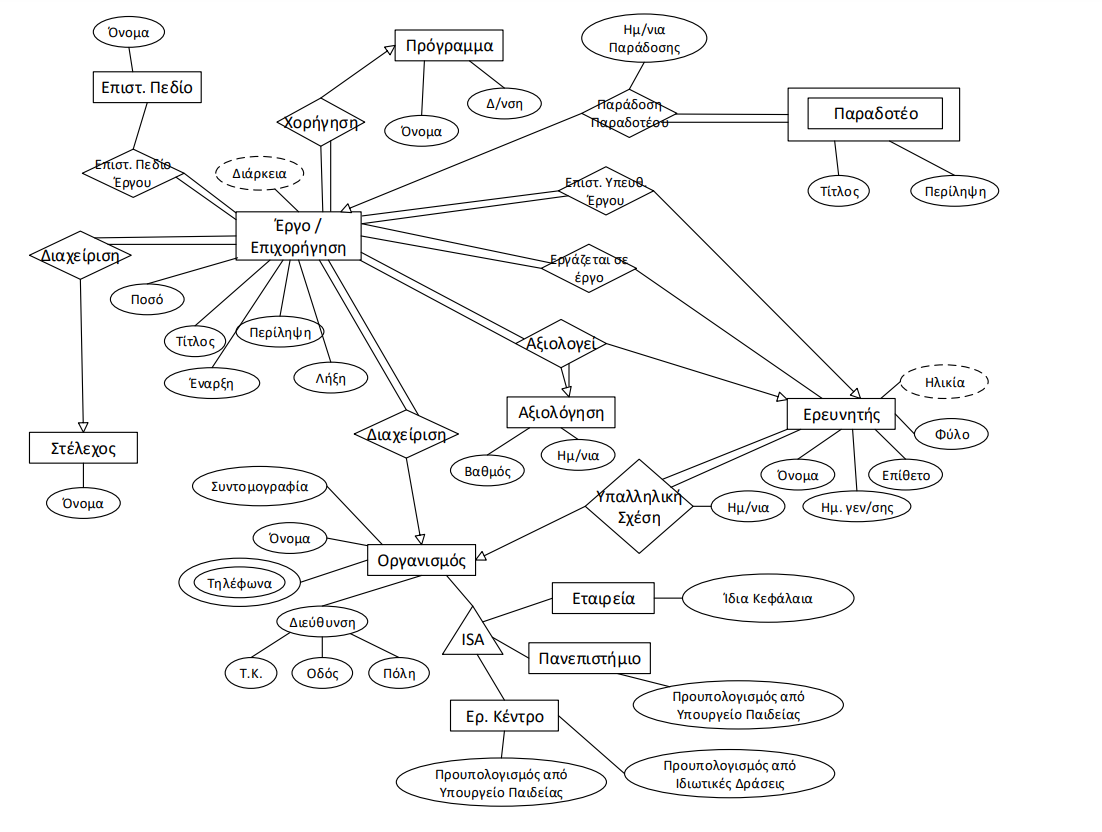 Όνομα
Επιστ. Πεδίο
Επιστ. Πεδίο
Έργου
Χορήγηση
Πρόγραμμα
Όνομα
Δ/νση
Ημ/νια
Παράδοσης
Παράδοση
Παραδοτέου
Παραδοτέο
Τίτλος
Περίληψη
Διάρκεια
Έργο /
Επιχορήγηση
Επιστ. Υπευθ
Έργου
Εργάζεται σε
έργο
Διαχείριση
Ποσό
Τίτλος
Περίληψη
Έναρξη
Λήξη
Αξιολογεί
Αξιολόγηση
Βαθμός
Ημ/νια
Ερευνητής
Ηλικία
Φύλο
Όνομα
Επίθετο
Ημ. γεν/σης
Στέλεχος
Όνομα
Διαχείριση
Υπαλληλική
Σχέση
Ημ/νια
Συντομογραφία
Όνομα
Οργανισμός
Τηλέφωνα
Διεύθυνση
Τ.Κ.
Οδός
Πόλη
ISA
Εταιρεία
Ίδια Κεφάλαια
Πανεπιστήμιο
Προυπολογισμός από
Υπουργείο Παιδείας
Ερ. Κέντρο
Προυπολογισμός από
Υπουργείο Παιδείας
Προυπολογισμός από
Ιδιωτικές Δράσεις